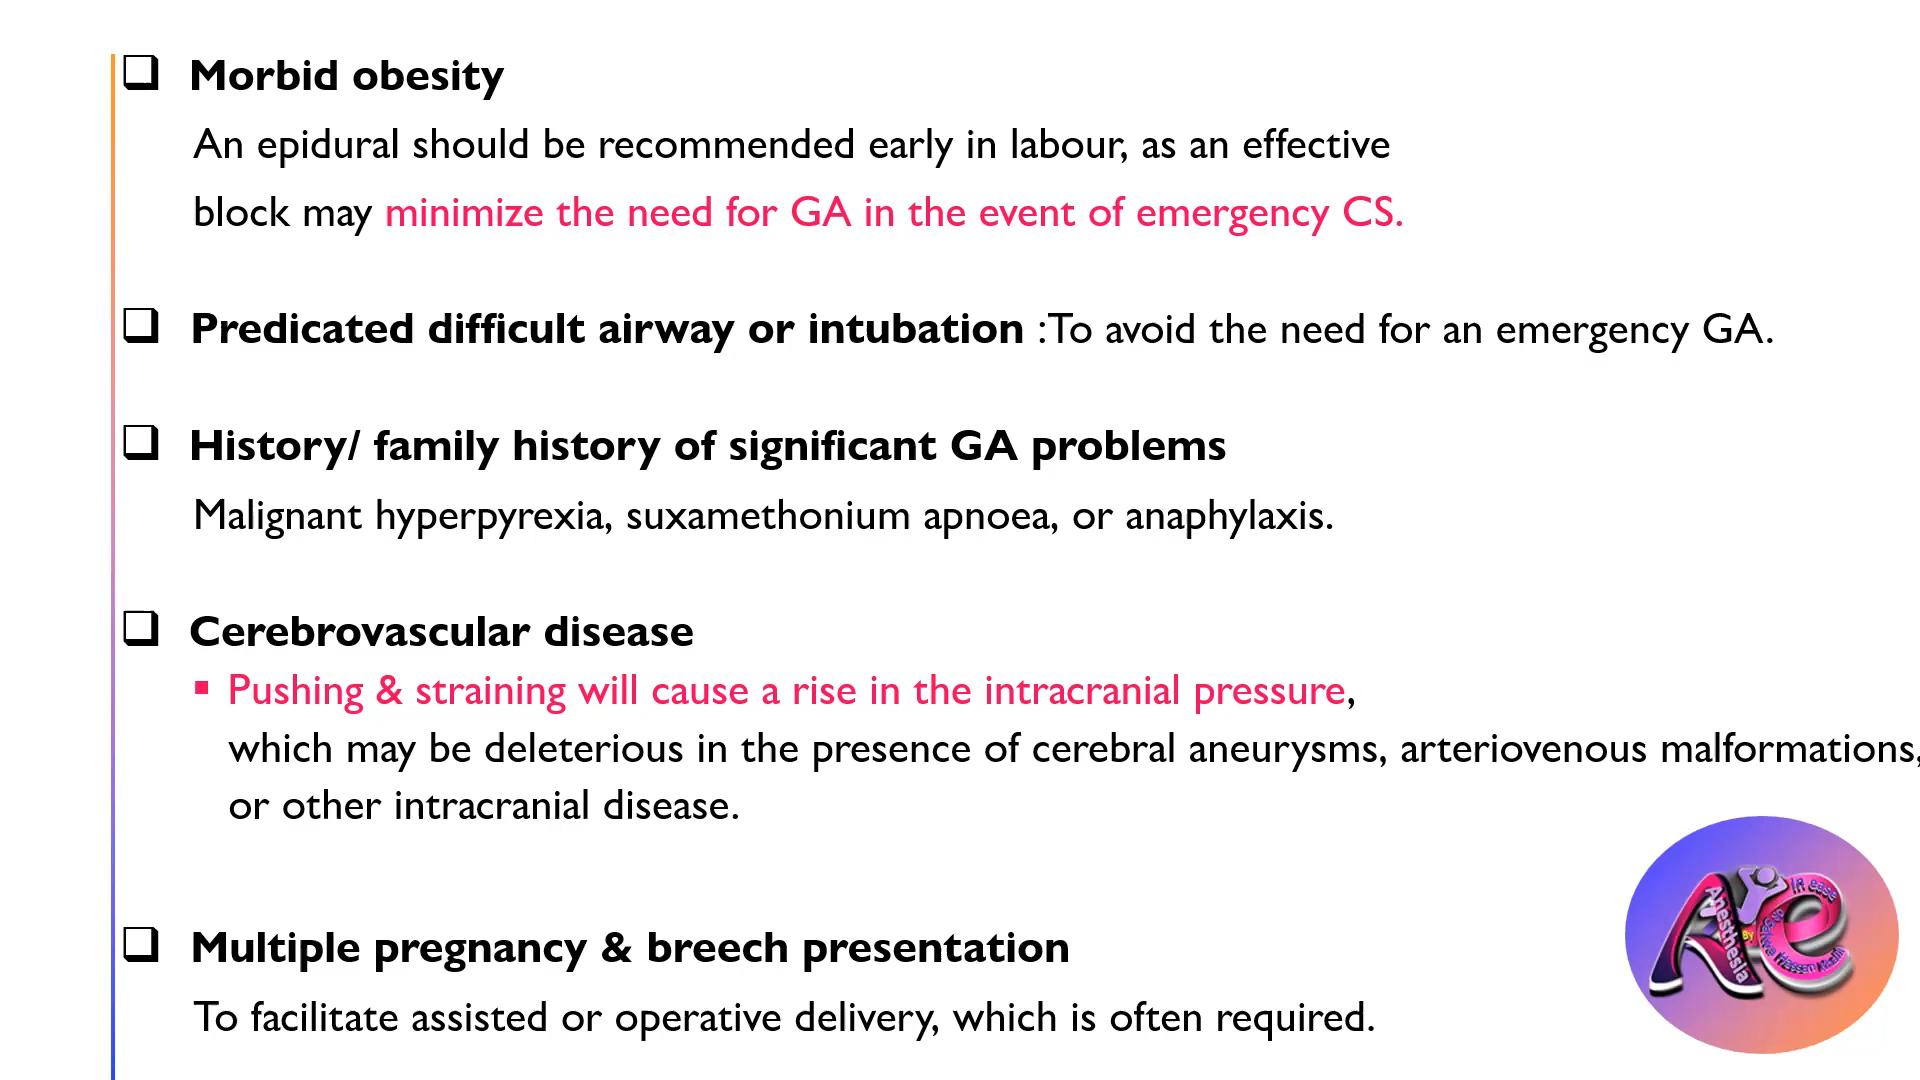 ❑ Morbid obesity
An epidural should be recommended early in labour, as an effective
block may minimize the need for GA in the event of emergency CS.
❑ Predicated difficult airway or intubation :To avoid the need for an emergency GA.
❑ History/ family history of significant GA problems
Malignant hyperpyrexia, suxamethonium apnoea, or anaphylaxis.
❑ Cerebrovascular disease
▪ Pushing & straining will cause a rise in the intracranial pressure,
which may be deleterious in the presence of cerebral aneurysms, arteriovenous malformations,
or other intracranial disease.
❑ Multiple pregnancy & breech presentation
To facilitate assisted or operative delivery, which is often required.
Anesthesia
in ease
By